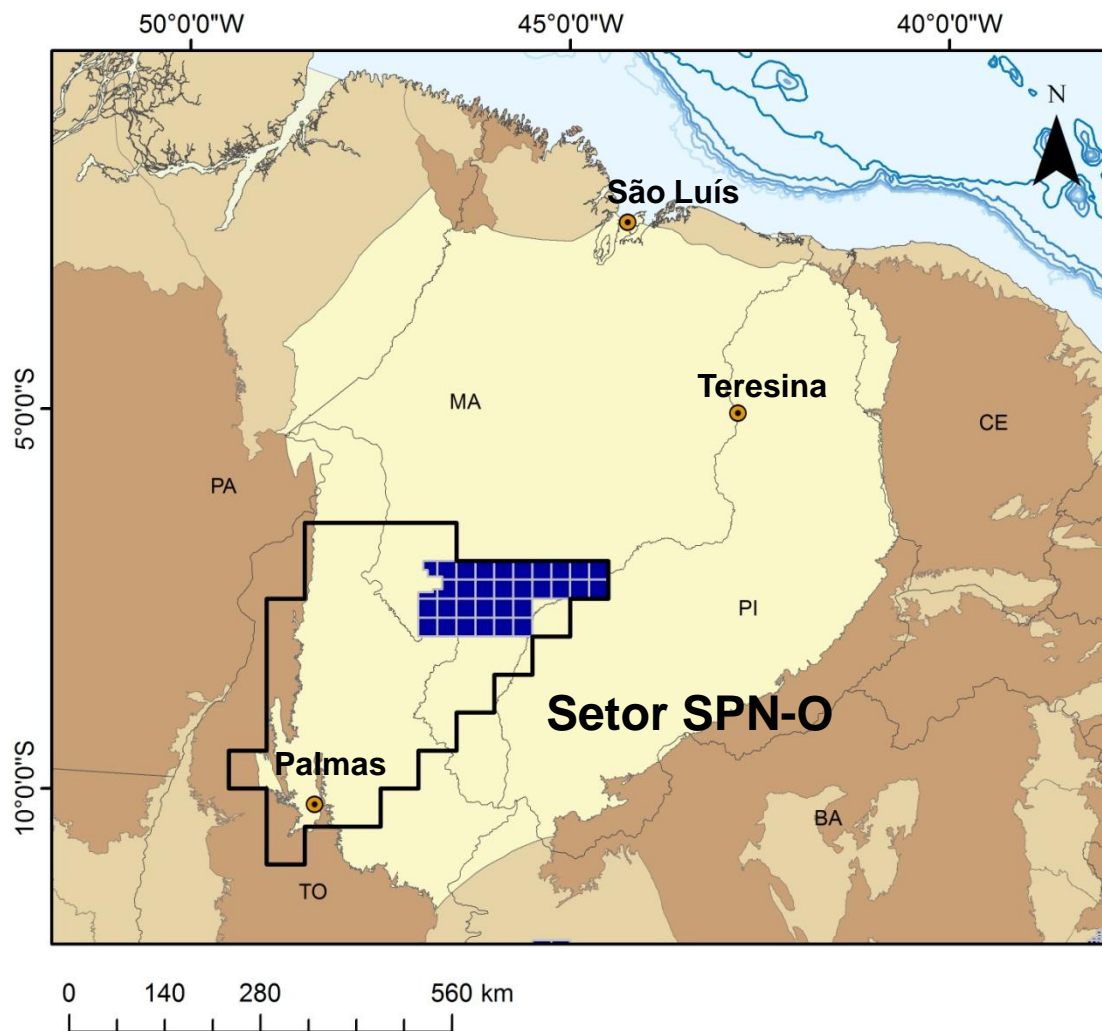 50°0'0"W 45°0'0"W 40°0'0"W
N
São Luís
5°0'0"S
Teresina
MA
CE
PA
PI
Setor SPN-O
Palmas
10°0'0"S
BA
TO
0 140 280 560 km